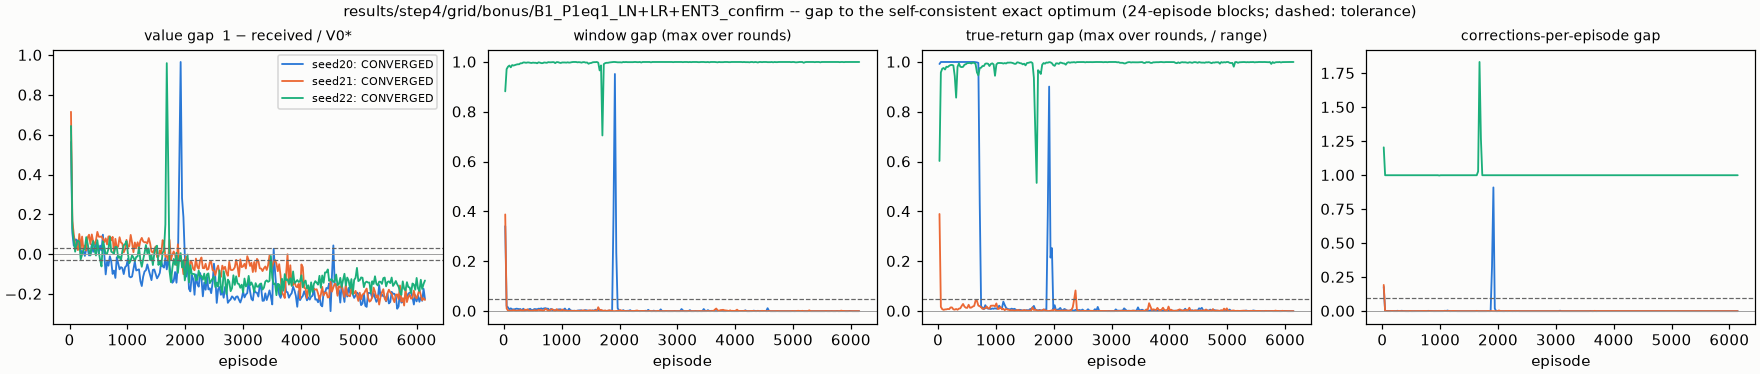 results/step4/grid/bonus/B1_P1eq1_LN+LR+ENT3_confirm -- gap to the self-consistent exact optimum (24-episode blocks; dashed: tolerance)
value gap 1 − received / V0*
1.0
0.8
0.6
0.4
0.2
0.0
−0.2
0 1000 2000 3000 4000 5000 6000
episode
seed20: CONVERGED
seed21: CONVERGED
seed22: CONVERGED
window gap (max over rounds)
1.0
0.8
0.6
0.4
0.2
0.0
0 1000 2000 3000 4000 5000 6000
episode
true-return gap (max over rounds, / range)
1.0
0.8
0.6
0.4
0.2
0.0
0 1000 2000 3000 4000 5000 6000
episode
corrections-per-episode gap
1.75
1.50
1.25
1.00
0.75
0.50
0.25
0.00
0 1000 2000 3000 4000 5000 6000
episode